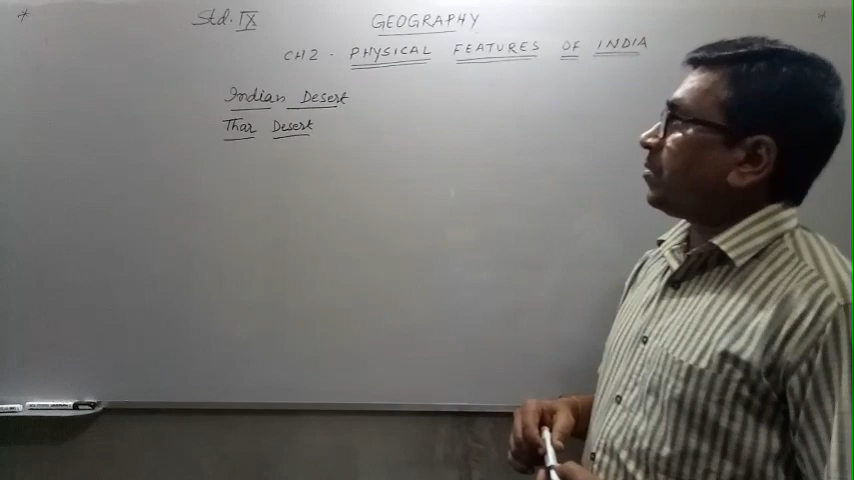 Std. IX GEOGRAPHY
CH2 - PHYSICAL FEATURES OF INDIA
Indian Desert
Thar Desert